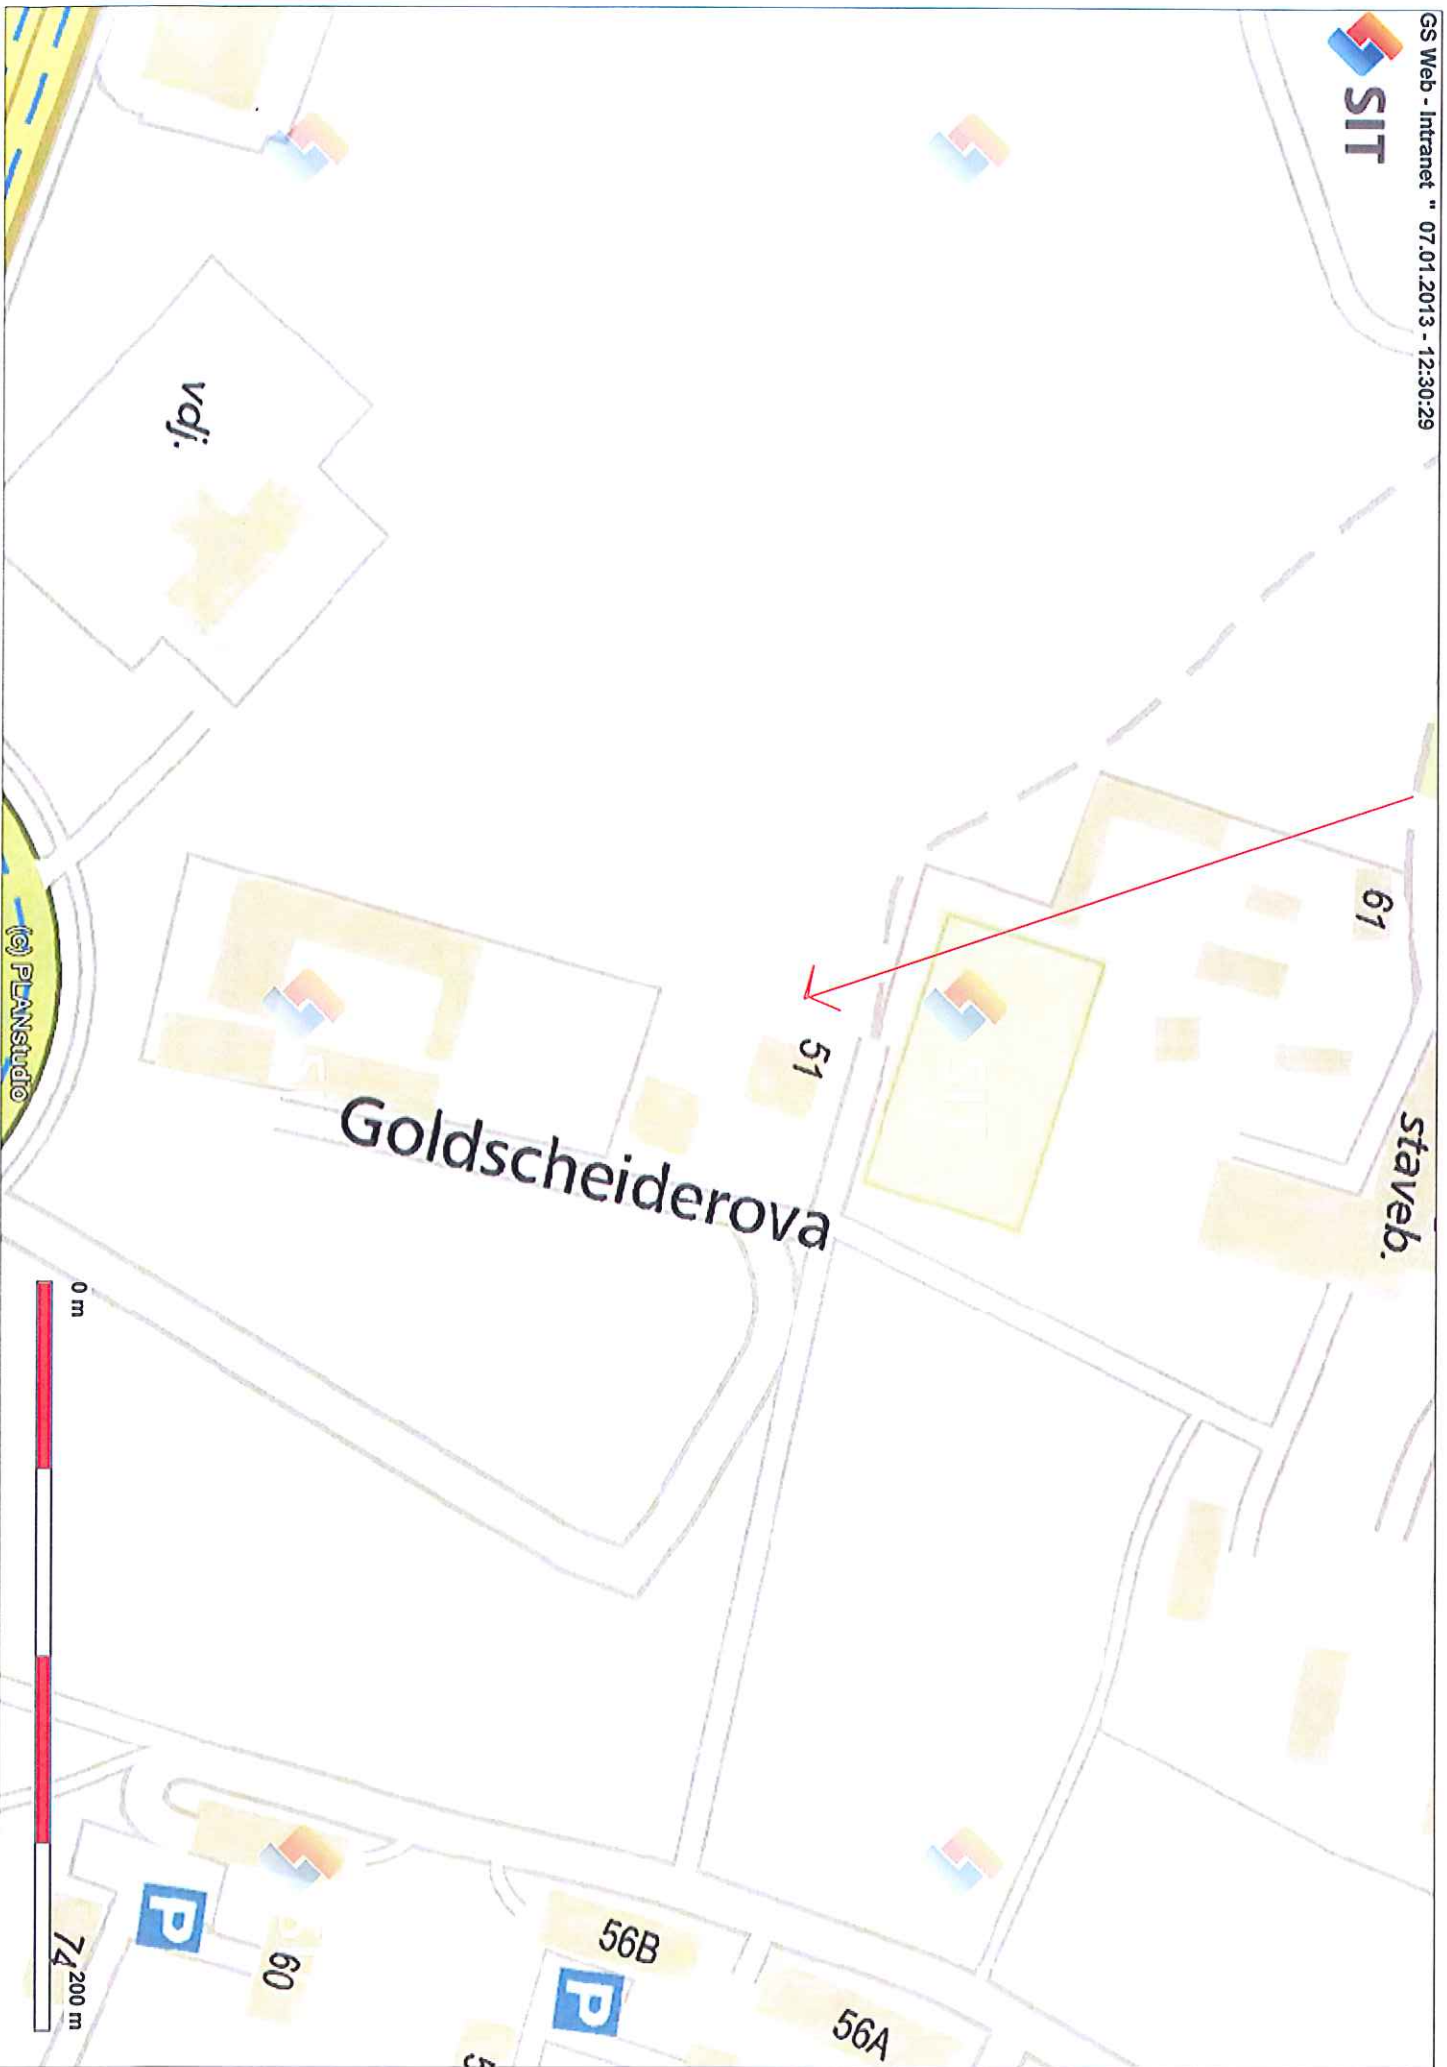 GS Web - Intranet " 07.01.2013 - 12:30:29
SIT
61
staveb.
51
Goldscheiderova
vdj.
56A
56B
P
60
P
74
0 m
200 m
(c) PLANstudio